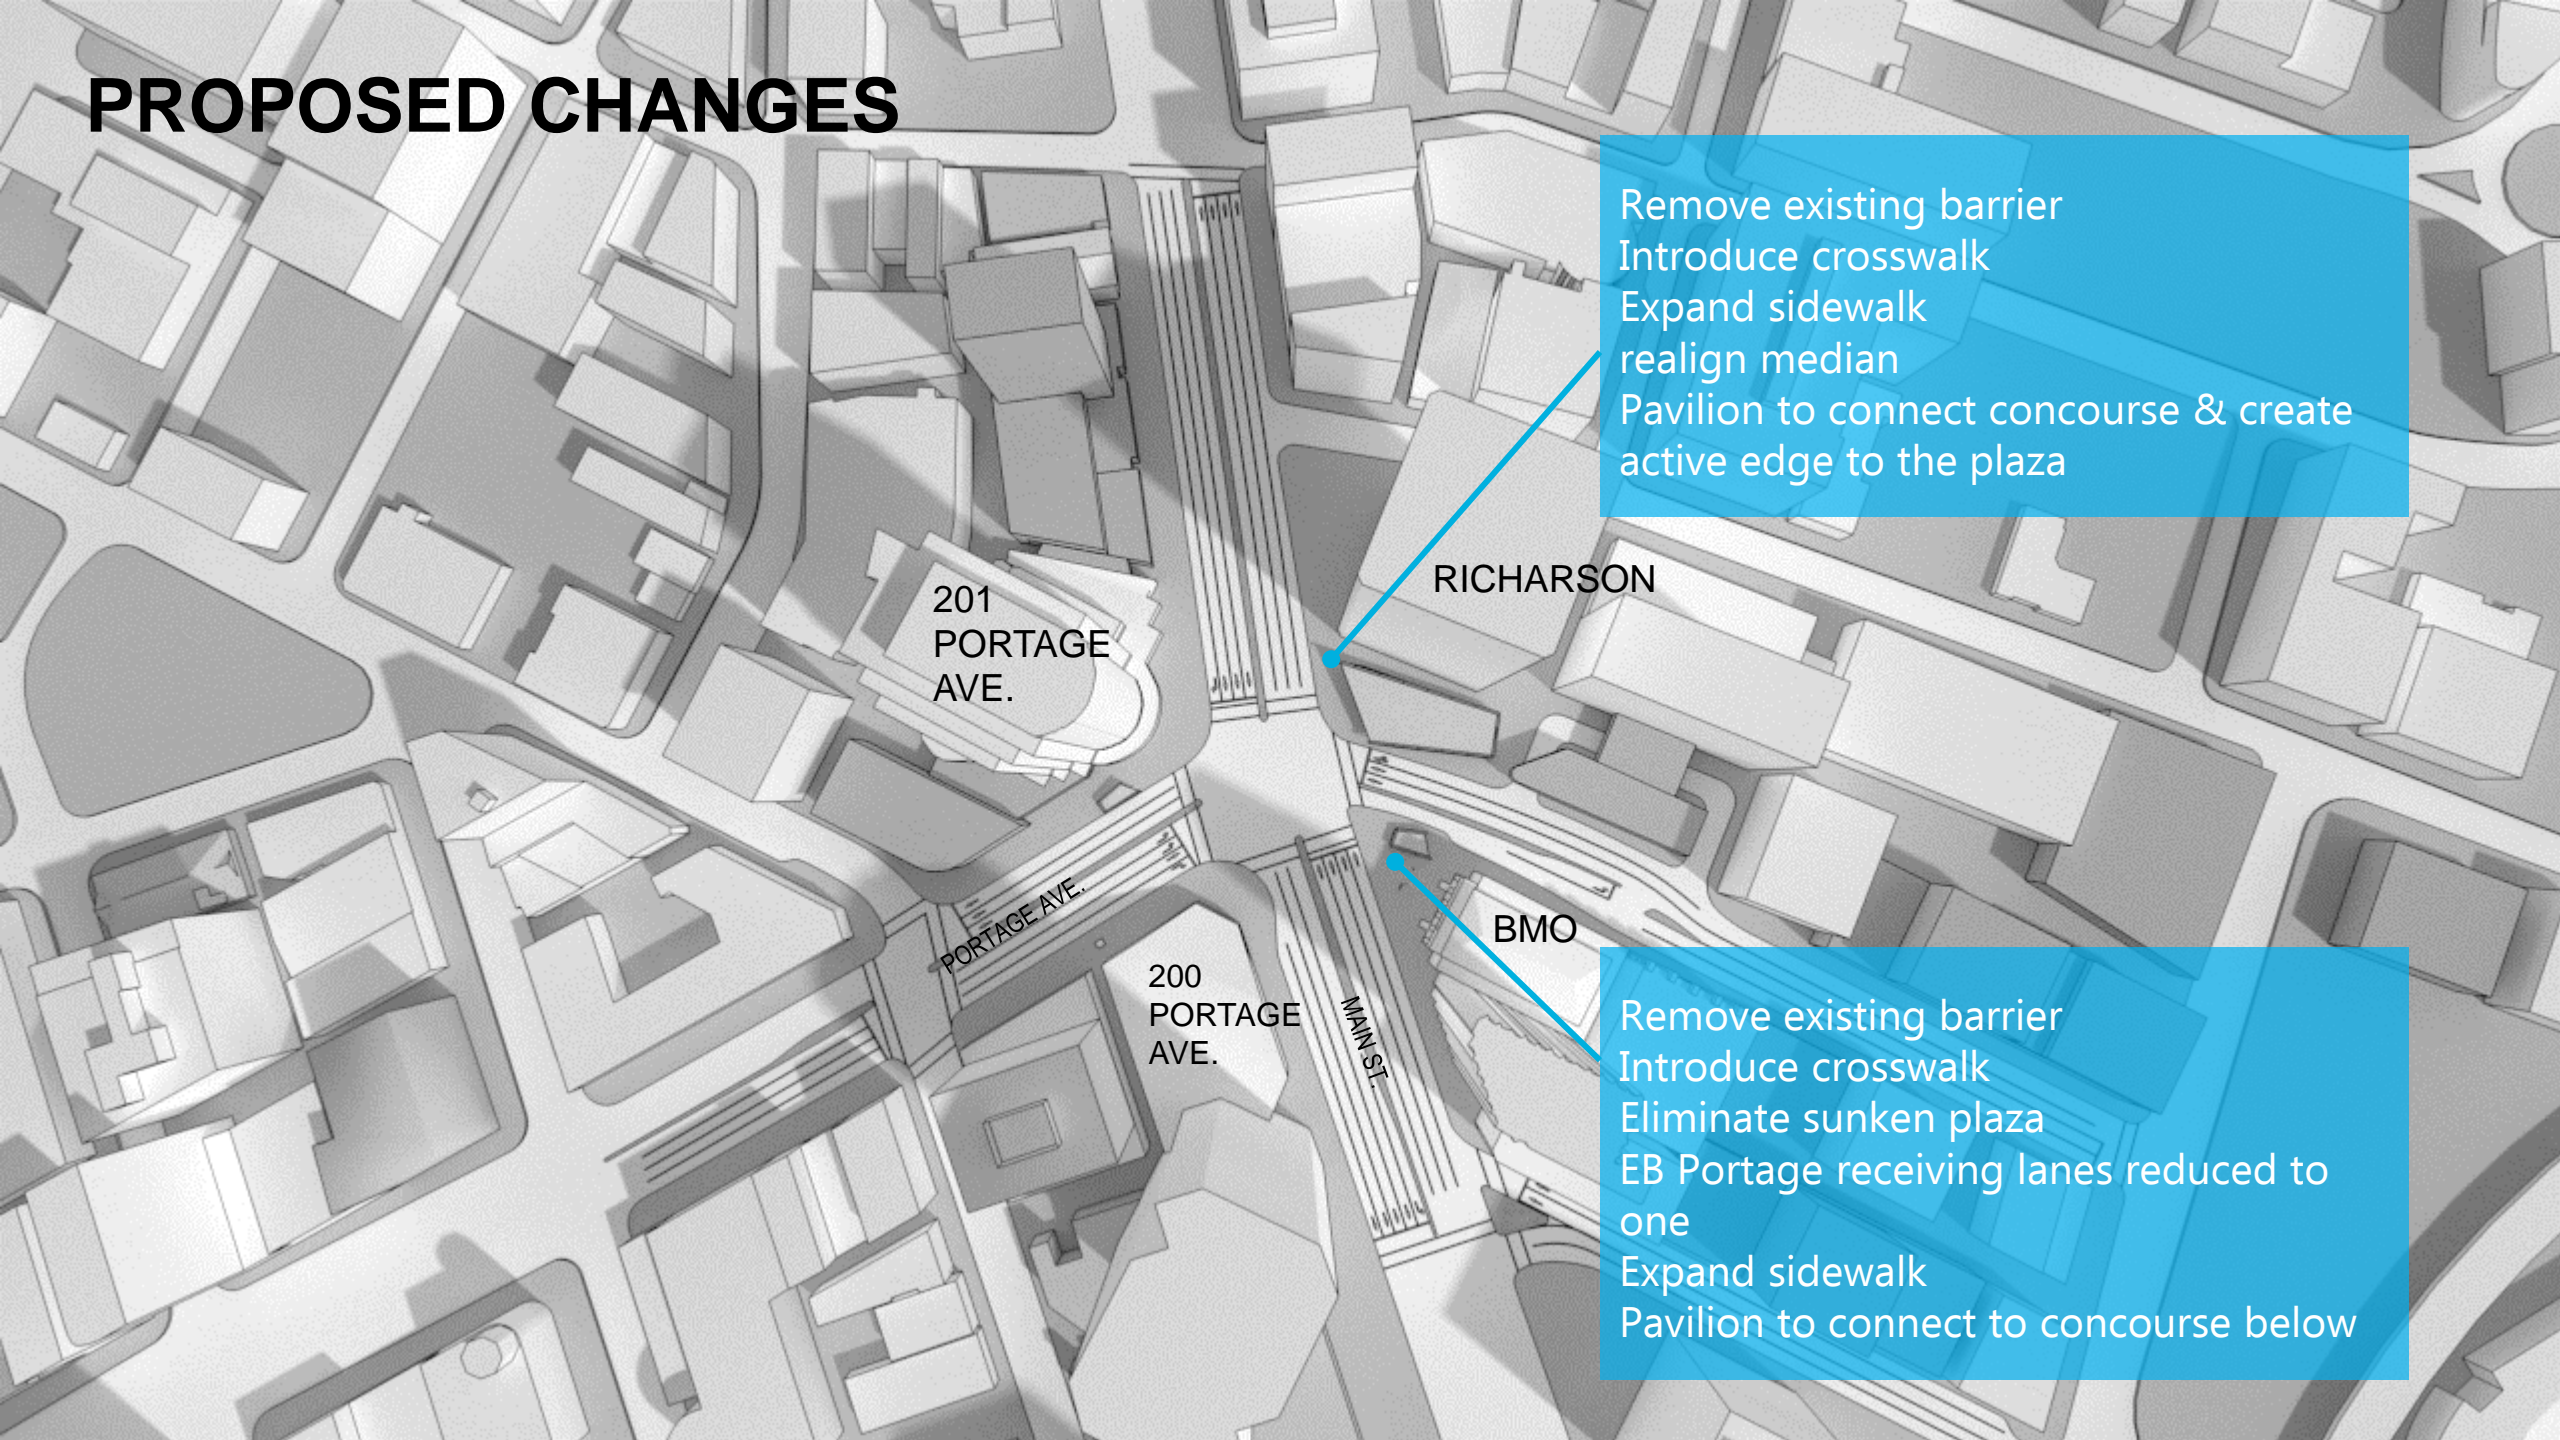 PROPOSED CHANGES
Remove existing barrier
Introduce crosswalk
Expand sidewalk
realign median
Pavilion to connect concourse & create
active edge to the plaza
RICHARSON
201
PORTAGE
AVE.
PORTAGE AVE.
BMO
200
PORTAGE
AVE.
MAIN ST.
Remove existing barrier
Introduce crosswalk
Eliminate sunken plaza
EB Portage receiving lanes reduced to
one
Expand sidewalk
Pavilion to connect to concourse below